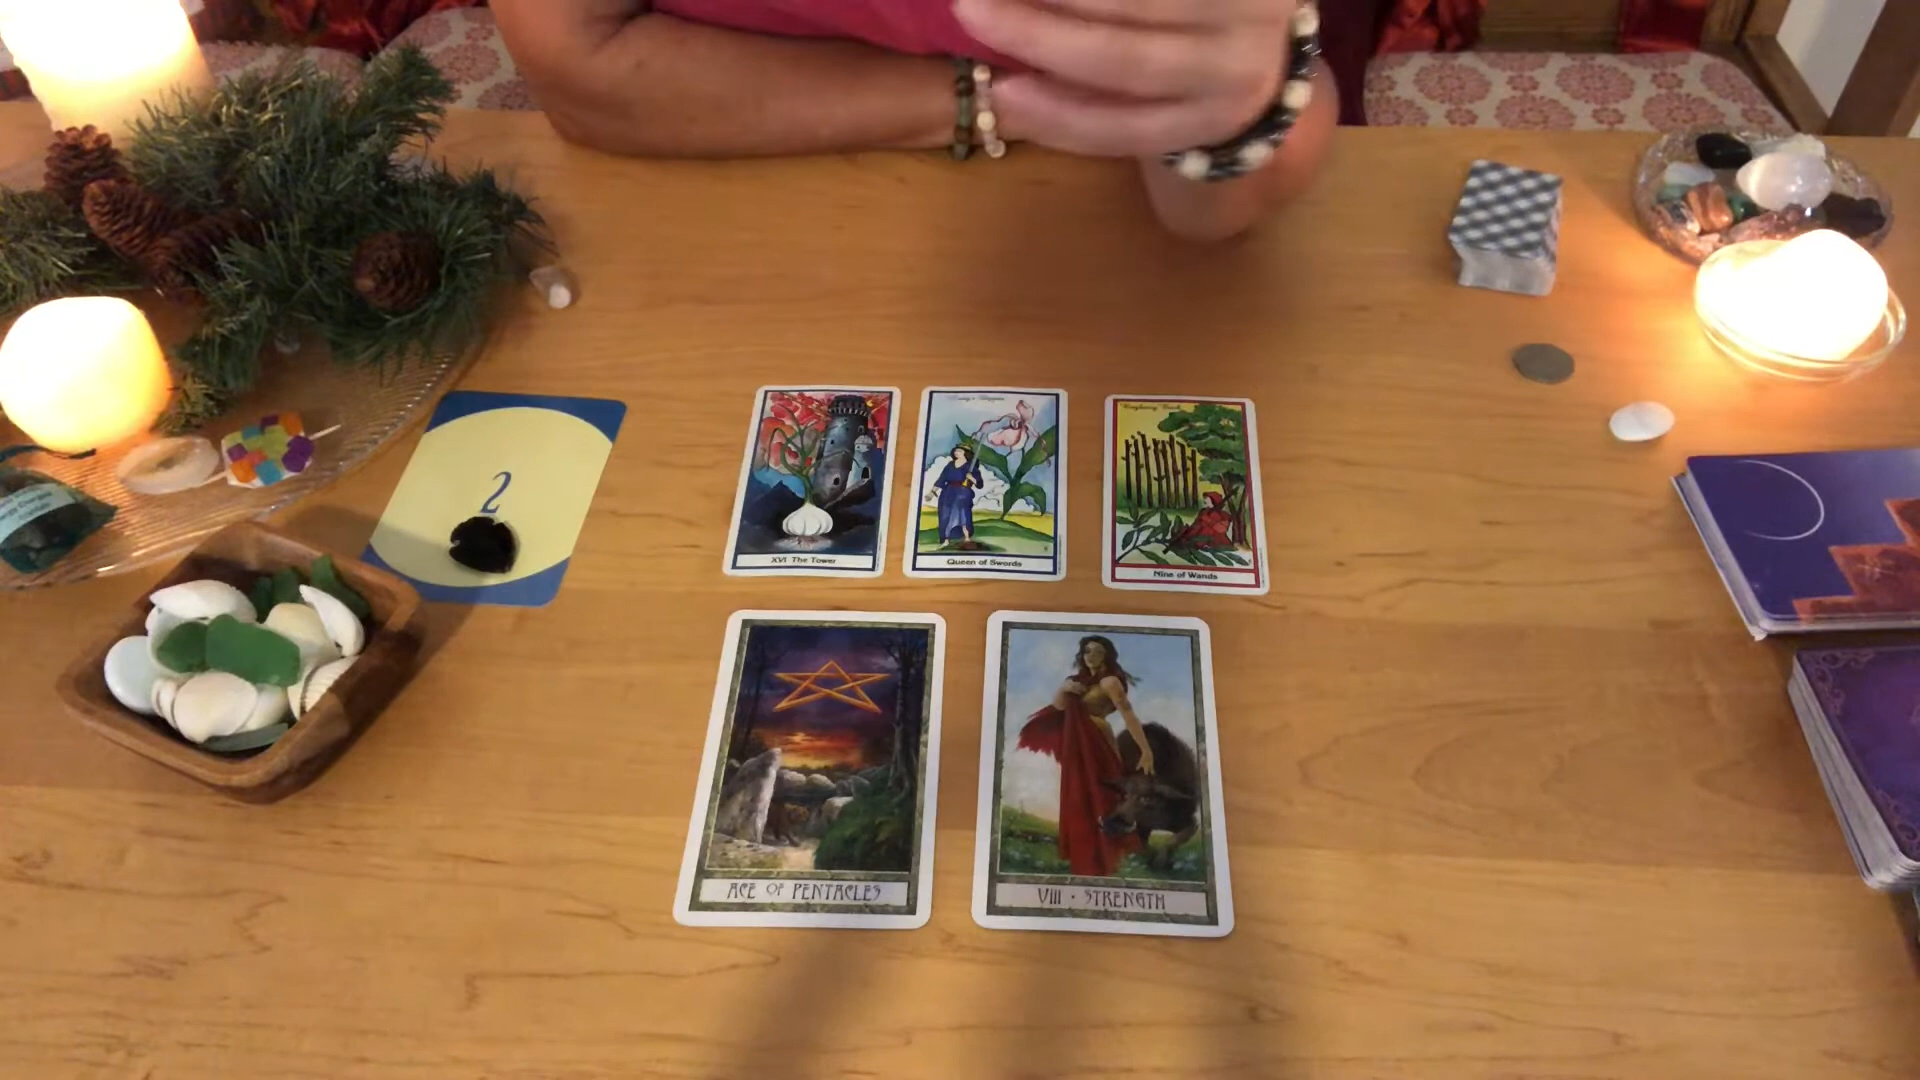 2
XVI The Tower
Queen of Swords
Nine of Wands
ACE OF PENTACLES
VIII • STRENGTH